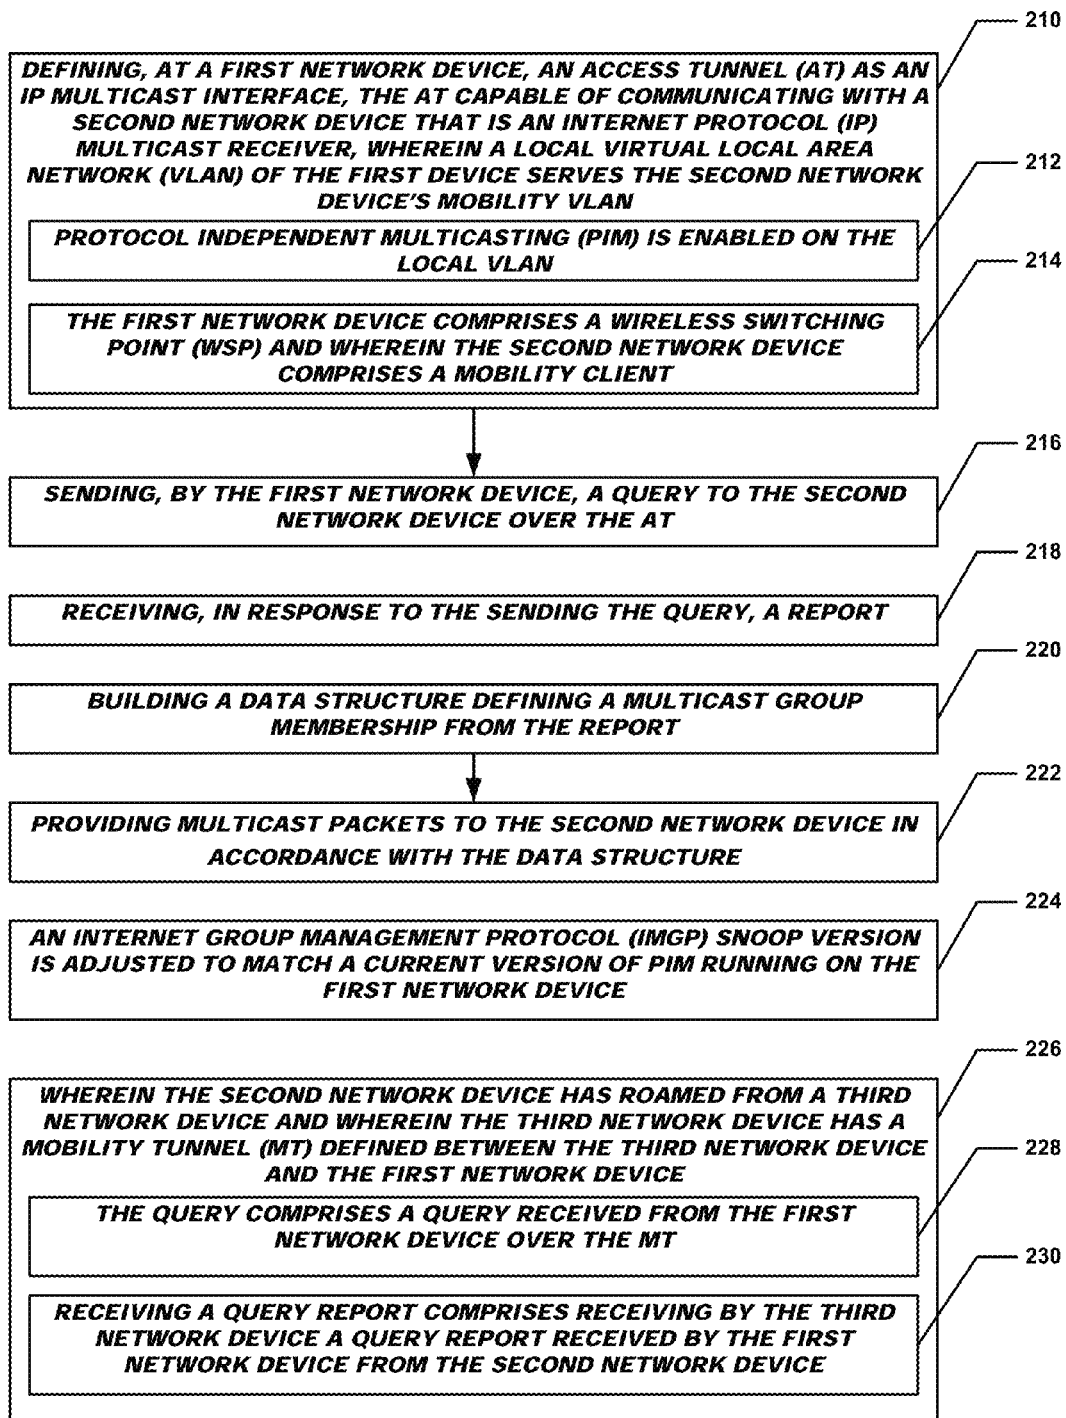 210
DEFINING, AT A FIRST NETWORK DEVICE, AN ACCESS TUNNEL (AT) AS AN
IP MULTICAST INTERFACE, THE AT CAPABLE OF COMMUNICATING WITH A
SECOND NETWORK DEVICE THAT IS AN INTERNET PROTOCOL (IP)
MULTICAST RECEIVER, WHEREIN A LOCAL VIRTUAL LOCAL AREA
NETWORK (VLAN) OF THE FIRST DEVICE SERVES THE SECOND NETWORK
DEVICE'S MOBILITY VLAN
212
PROTOCOL INDEPENDENT MULTICASTING (PIM) IS ENABLED ON THE
LOCAL VLAN
214
THE FIRST NETWORK DEVICE COMPRISES A WIRELESS SWITCHING
POINT (WSP) AND WHEREIN THE SECOND NETWORK DEVICE
COMPRISES A MOBILITY CLIENT
216
SENDING, BY THE FIRST NETWORK DEVICE, A QUERY TO THE SECOND
NETWORK DEVICE OVER THE AT
218
RECEIVING, IN RESPONSE TO THE SENDING THE QUERY, A REPORT
220
BUILDING A DATA STRUCTURE DEFINING A MULTICAST GROUP
MEMBERSHIP FROM THE REPORT
222
PROVIDING MULTICAST PACKETS TO THE SECOND NETWORK DEVICE IN
ACCORDANCE WITH THE DATA STRUCTURE
224
AN INTERNET GROUP MANAGEMENT PROTOCOL (IMGP) SNOOP VERSION
IS ADJUSTED TO MATCH A CURRENT VERSION OF PIM RUNNING ON THE
FIRST NETWORK DEVICE
226
WHEREIN THE SECOND NETWORK DEVICE HAS ROAMED FROM A THIRD
NETWORK DEVICE AND WHEREIN THE THIRD NETWORK DEVICE HAS A
MOBILITY TUNNEL (MT) DEFINED BETWEEN THE THIRD NETWORK DEVICE
AND THE FIRST NETWORK DEVICE
228
THE QUERY COMPRISES A QUERY RECEIVED FROM THE FIRST
NETWORK DEVICE OVER THE MT
230
RECEIVING A QUERY REPORT COMPRISES RECEIVING BY THE THIRD
NETWORK DEVICE A QUERY REPORT RECEIVED BY THE FIRST
NETWORK DEVICE FROM THE SECOND NETWORK DEVICE